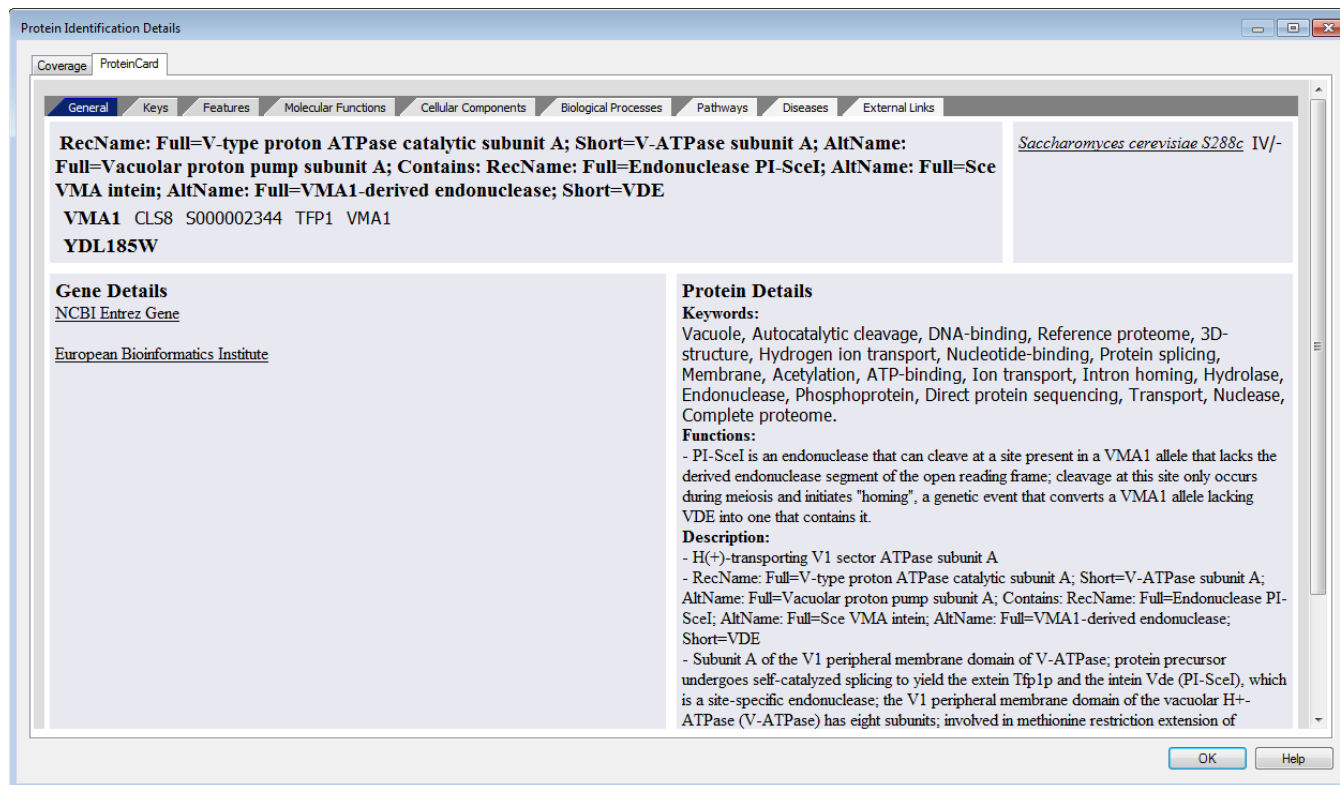 Protein Identification Details
Coverage ProteinCard
General Keys Features Molecular Functions Cellular Components Biological Processes Pathways Diseases External Links
RecName: Full=V-type proton ATPase catalytic subunit A; Short=V-ATPase subunit A; AltName:
Full=Vacuolar proton pump subunit A; Contains: RecName: Full=Endonuclease PI-SceI; AltName: Full=Sce
VMA intein; AltName: Full=VMA1-derived endonuclease; Short=VDE
VMA1 CLS8 S000002344 TFP1 VMA1
YDL185W
Saccharomyces cerevisiae S288c IV/-
Gene Details
NCBI Entrez Gene
European Bioinformatics Institute
Protein Details
Keywords:
Vacuole, Autocatalytic cleavage, DNA-binding, Reference proteome, 3D-
structure, Hydrogen ion transport, Nucleotide-binding, Protein splicing,
Membrane, Acetylation, ATP-binding, Ion transport, Intron homing, Hydrolase,
Endonuclease, Phosphoprotein, Direct protein sequencing, Transport, Nuclease,
Complete proteome.
Functions:
- PI-SceI is an endonuclease that can cleave at a site present in a VMA1 allele that lacks the
derived endonuclease segment of the open reading frame; cleavage at this site only occurs
during meiosis and initiates "homing", a genetic event that converts a VMA1 allele lacking
VDE into one that contains it.
Description:
- H(+)-transporting V1 sector ATPase subunit A
- RecName: Full=V-type proton ATPase catalytic subunit A; Short=V-ATPase subunit A;
AltName: Full=Vacuolar proton pump subunit A; Contains: RecName: Full=Endonuclease PI-
SceI; AltName: Full=Sce VMA intein; AltName: Full=VMA1-derived endonuclease;
Short=VDE
- Subunit A of the V1 peripheral membrane domain of V-ATPase; protein precursor
undergoes self-catalyzed splicing to yield the extein Tfp1p and the intein Vde (PI-SceI), which
is a site-specific endonuclease; the V1 peripheral membrane domain of the vacuolar H+-
ATPase (V-ATPase) has eight subunits; involved in methionine restriction extension of
OK Help